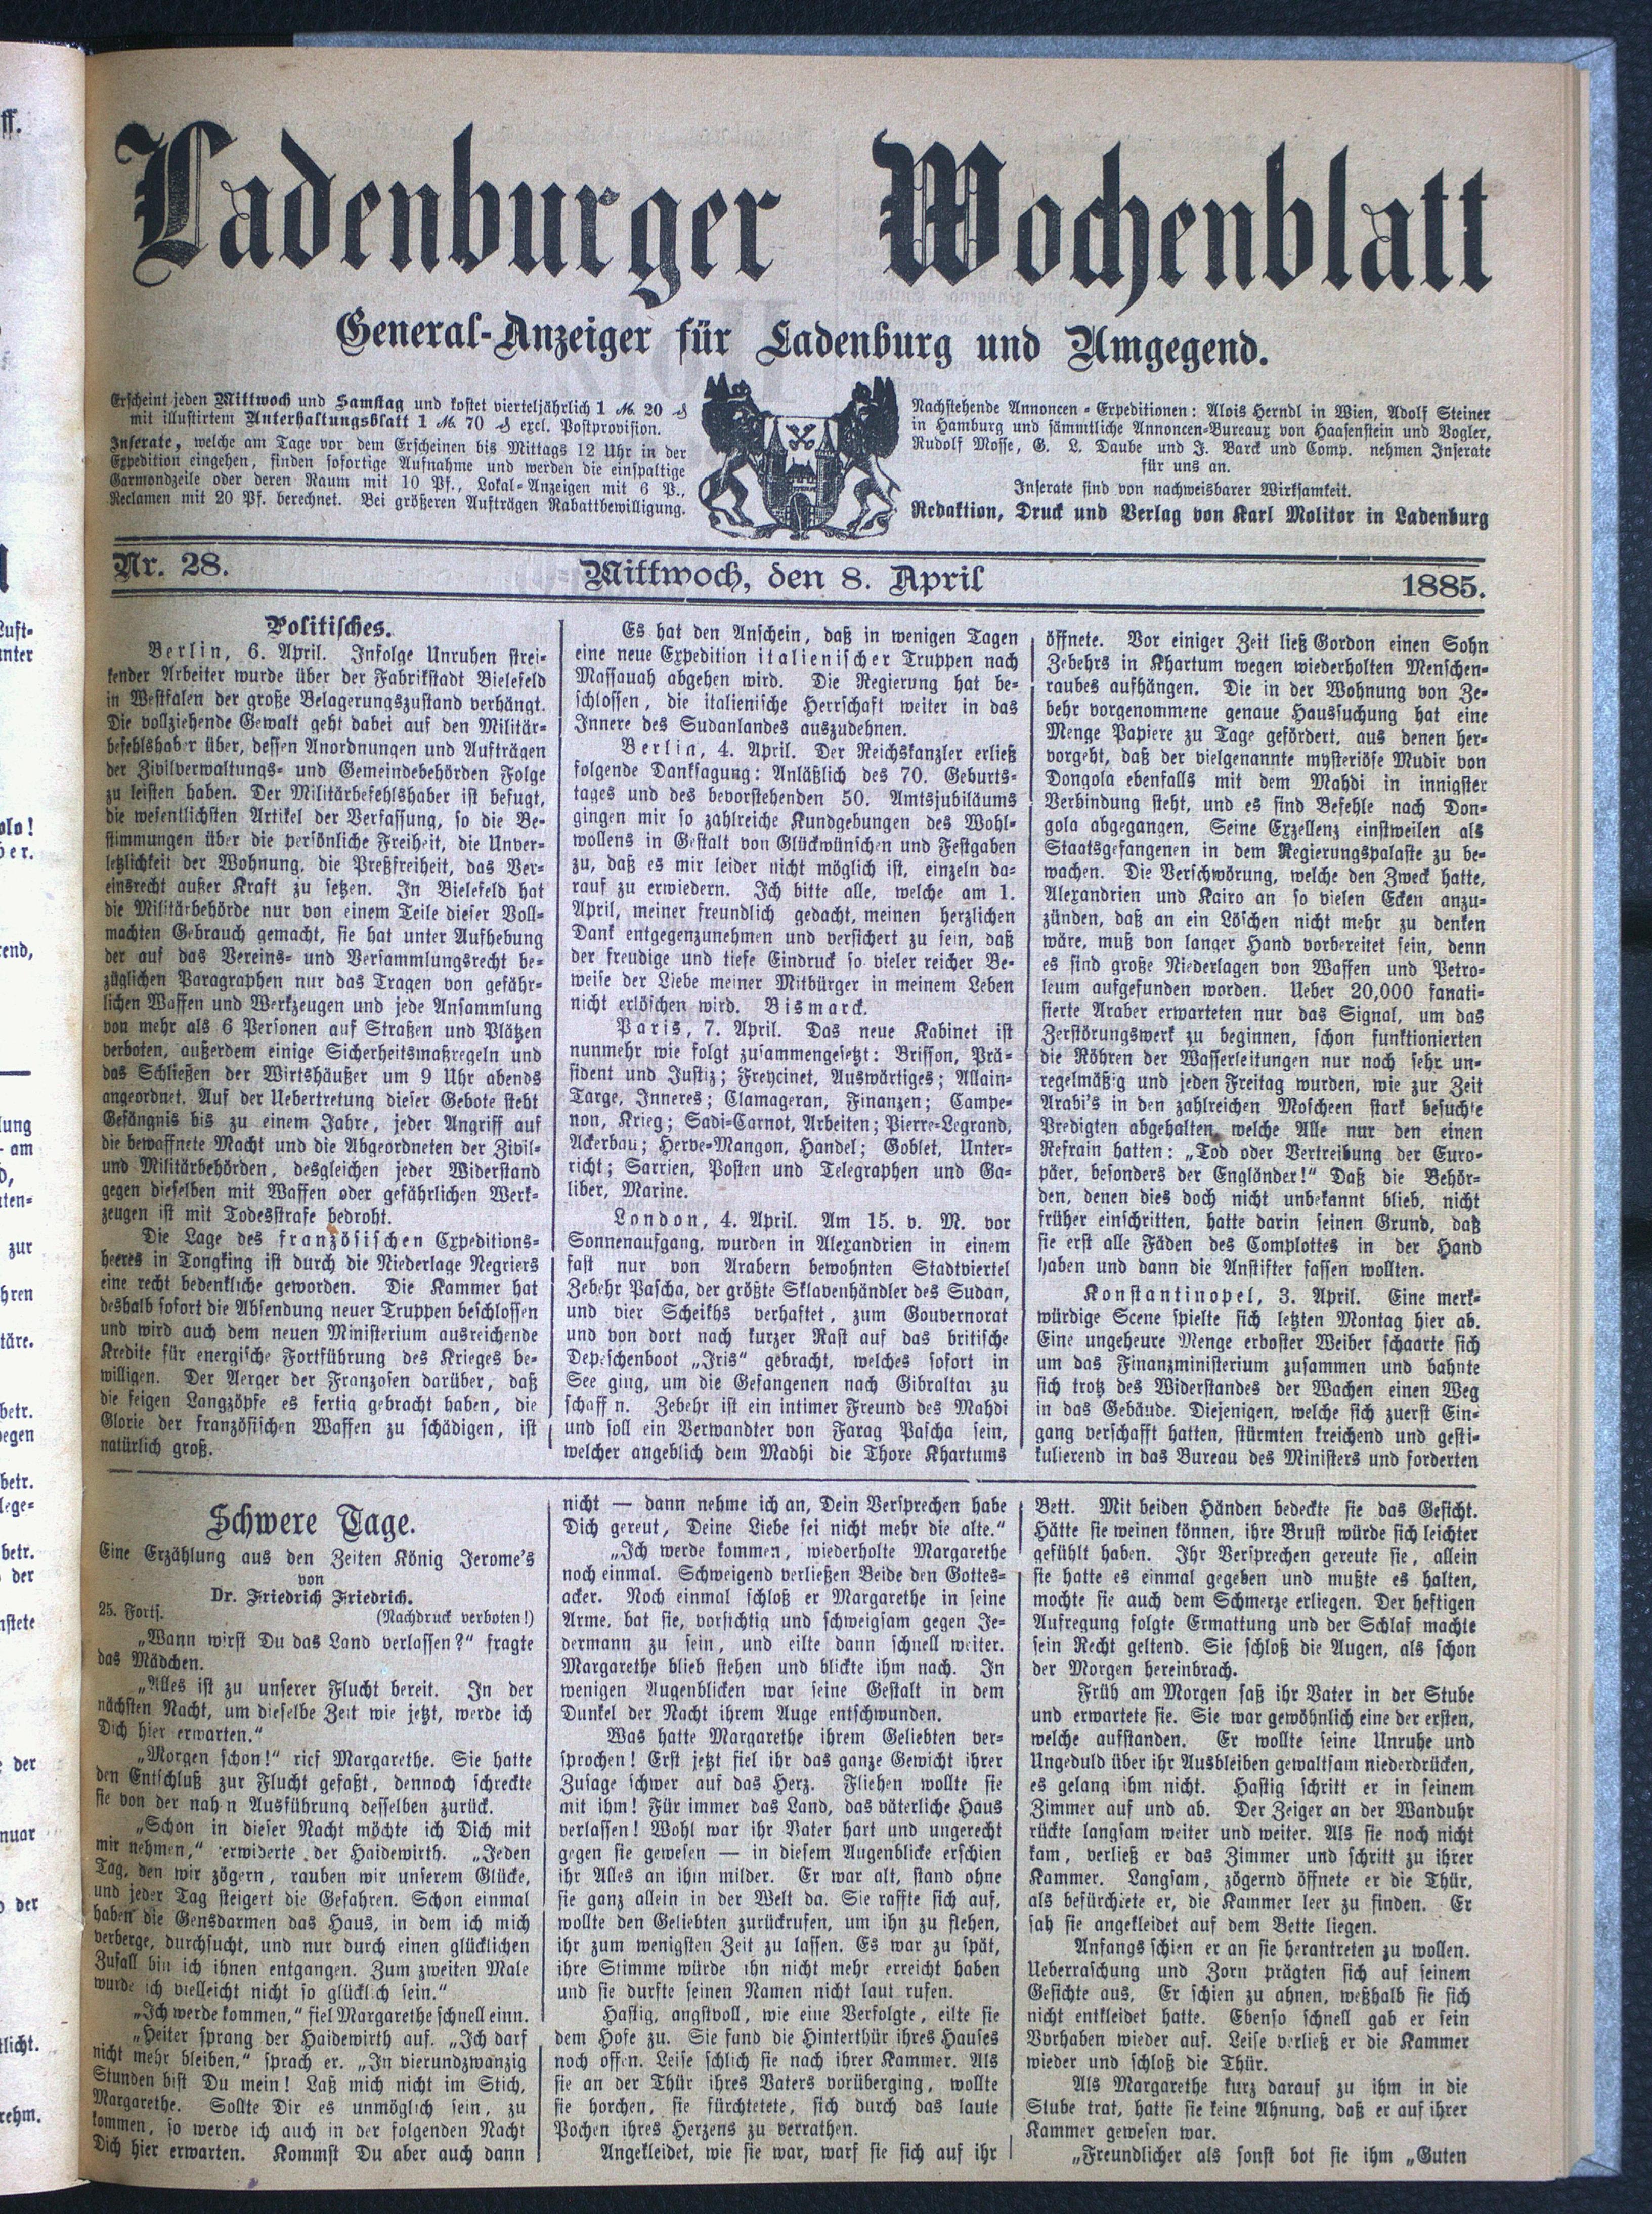 Ladenburger Wochenblatt
General-Anzeiger für Ladenburg und Umgegend.
Erscheint jeden Mittwoch und Samstag und kostet vierteljährlich 1 M. 20 ₰
mit illustirtem Unterhaltungsblatt 1 M. 70 ₰ excl. Postprovision.
Inserate, welche am Tage vor dem Erscheinen bis Mittags 12 Uhr in der
Expedition eingehen, finden sofortige Aufnahme und werden die einspaltige
Garmondzeile oder deren Raum mit 10 Pf., Lokal-Anzeigen mit 6 P.,
Reclamen mit 20 Pf. berechnet. Bei größeren Aufträgen Rabattbewilligung.
Nachstehende Annoncen-Expeditionen: Alois Herndl in Wien, Adolf Steiner
in Hamburg und sämmtliche Annoncen-Bureaux von Haasenstein und Vogler,
Rudolf Mosse, G. L. Daube und J. Barck und Comp. nehmen Inserate
für uns an.
Inserate sind von nachweisbarer Wirksamkeit.
Redaktion, Druck und Verlag von Karl Molitor in Ladenburg
Nr. 28.
Mittwoch, den 8. April
1885.
Politisches.
Berlin, 6. April. Infolge Unruhen strei-
kender Arbeiter wurde über der Fabrikstadt Bielefeld
in Westfalen der große Belagerungszustand verhängt.
Die vollziehende Gewalt geht dabei auf den Militär-
befehlshaber über, dessen Anordnungen und Aufträgen
der Zivilverwaltungs- und Gemeindebehörden Folge
zu leisten haben. Der Militärbefehlshaber ist befugt,
die wesentlichsten Artikel der Verfassung, so die Be-
stimmungen über die persönliche Freiheit, die Unver-
letzlichkeit der Wohnung, die Preßfreiheit, das Ver-
einsrecht außer Kraft zu setzen. In Bielefeld hat
die Militärbehörde nur von einem Teile dieser Voll-
machten Gebrauch gemacht, sie hat unter Aufhebung
der auf das Vereins- und Versammlungsrecht be-
züglichen Paragraphen nur das Tragen von gefähr-
lichen Waffen und Werkzeugen und jede Ansammlung
von mehr als 6 Personen auf Straßen und Plätzen
verboten, außerdem einige Sicherheitsmaßregeln und
das Schließen der Wirtshäußer um 9 Uhr abends
angeordnet. Auf der Uebertretung dieser Gebote steht
Gefängnis bis zu einem Jahre, jeder Angriff auf
die bewaffnete Macht und die Abgeordneten der Zivil-
und Militärbehörden, desgleichen jeder Widerstand
gegen dieselben mit Waffen oder gefährlichen Werk-
zeugen ist mit Todesstrafe bedroht.
Die Lage des französischen Expeditions-
heeres in Tongking ist durch die Niederlage Negriers
eine recht bedenkliche geworden. Die Kammer hat
deshalb sofort die Absendung neuer Truppen beschlossen
und wird auch dem neuen Ministerium ausreichende
Kredite für energische Fortführung des Krieges be-
willigen. Der Aerger der Franzosen darüber, daß
die feigen Langzöpfe es fertig gebracht haben, die
Glorie der französischen Waffen zu schädigen, ist
natürlich groß.
Es hat den Anschein, daß in wenigen Tagen
eine neue Expedition italienischer Truppen nach
Massauah abgehen wird. Die Regierung hat be-
schlossen, die italienische Herrschaft weiter in das
Innere des Sudanlandes auszudehnen.
Berlin, 4. April. Der Reichskanzler erließ
folgende Danksagung: Anläßlich des 70. Geburts-
tages und des bevorstehenden 50. Amtsjubiläums
gingen mir so zahlreiche Kundgebungen des Wohl-
wollens in Gestalt von Glückwünschen und Festgaben
zu, daß es mir leider nicht möglich ist, einzeln da-
rauf zu erwiedern. Ich bitte alle, welche am 1.
April, meiner freundlich gedacht, meinen herzlichen
Dank entgegenzunehmen und versichert zu sein, daß
der freudige und tiefe Eindruck so vieler reicher Be-
weise der Liebe meiner Mitbürger in meinem Leben
nicht erlöschen wird. Bismarck.
Paris, 7. April. Das neue Kabinet ist
nunmehr wie folgt zusammengesetzt: Brisson, Prä-
sident und Justiz; Freycinet, Auswärtiges; Allain-
Targe, Inneres; Clamageran, Finanzen; Campe-
non, Krieg; Sadi-Carnot, Arbeiten; Pierre-Legrand,
Ackerbau; Herve-Mangon, Handel; Goblet, Unter-
richt; Sarrien, Posten und Telegraphen und Ga-
liber, Marine.
London, 4. April. Am 15. v. M. vor
Sonnenaufgang, wurden in Alexandrien in einem
fast nur von Arabern bewohnten Stadtviertel
Zebehr Pascha, der größte Sklavenhändler des Sudan,
und vier Scheikhs verhaftet, zum Gouvernorat
und von dort nach kurzer Rast auf das britische
Depeschenboot „Iris“ gebracht, welches sofort in
See ging, um die Gefangenen nach Gibraltar zu
schaff n. Zebehr ist ein intimer Freund des Mahdi
und soll ein Verwandter von Farag Pascha sein,
welcher angeblich dem Madhi die Thore Khartums
öffnete. Vor einiger Zeit ließ Gordon einen Sohn
Zebehrs in Khartum wegen wiederholten Menschen-
raubes aufhängen. Die in der Wohnung von Ze-
behr vorgenommene genaue Haussuchung hat eine
Menge Papiere zu Tage gefördert, aus denen her-
vorgeht, daß der vielgenannte mysteriöse Mudir von
Dongola ebenfalls mit dem Mahdi in innigster
Verbindung steht, und es sind Befehle nach Don-
gola abgegangen, Seine Exzellenz einstweilen als
Staatsgefangenen in dem Regierungspalaste zu be-
wachen. Die Verschwörung, welche den Zweck hatte,
Alexandrien und Kairo an so vielen Ecken anzu-
zünden, daß an ein Löschen nicht mehr zu denken
wäre, muß von langer Hand vorbereitet sein, denn
es sind große Niederlagen von Waffen und Petro-
leum aufgefunden worden. Ueber 20,000 fanati-
sierte Araber erwarteten nur das Signal, um das
Zerstörungswerk zu beginnen, schon funktionierten
die Röhren der Wasserleitungen nur noch sehr un-
regelmäßig und jeden Freitag wurden, wie zur Zeit
Arabi's in den zahlreichen Moscheen stark besuchte
Predigten abgehalten, welche Alle nur den einen
Refrain hatten: „Tod oder Vertreibung der Euro-
päer, besonders der Engländer!“ Daß die Behör-
den, denen dies doch nicht unbekannt blieb, nicht
früher einschritten, hatte darin seinen Grund, daß
sie erst alle Fäden des Complottes in der Hand
haben und dann die Anstifter fassen wollten.
Konstantinopel, 3. April. Eine merk-
würdige Scene spielte sich letzten Montag hier ab.
Eine ungeheure Menge erboster Weiber schaarte sich
um das Finanzministerium zusammen und bahnte
sich trotz des Widerstandes der Wachen einen Weg
in das Gebäude. Diejenigen, welche sich zuerst Ein-
gang verschafft hatten, stürmten kreichend und gesti-
kulierend in das Bureau des Ministers und forderten
Schwere Tage.
Eine Erzählung aus den Zeiten König Jerome's
von
Dr. Friedrich Friedrich.
25. Forts.
(Nachdruck verboten!)
„Wann wirst Du das Land verlassen?“ fragte
das Mädchen.
„Alles ist zu unserer Flucht bereit. In der
nächsten Nacht, um dieselbe Zeit wie jetzt, werde ich
Dich hier erwarten.“
„Morgen schon!“ rief Margarethe. Sie hatte
den Entschluß zur Flucht gefaßt, dennoch schreckte
sie von der nah n Ausführung desselben zurück.
„Schon in dieser Nacht möchte ich Dich mit
mir nehmen,“ erwiderte der Haidewirth. „Jeden
Tag, den wir zögern, rauben wir unserem Glücke,
und jeder Tag steigert die Gefahren. Schon einmal
haben die Gensdarmen das Haus, in dem ich mich
verberge, durchsucht, und nur durch einen glücklichen
Zufall bin ich ihnen entgangen. Zum zweiten Male
wurde ich vielleicht nicht so glücklich sein.“
„Ich werde kommen,“ fiel Margarethe schnell einn.
„Heiter sprang der Haidewirth auf. „Ich darf
nicht mehr bleiben,“ sprach er. „In vierundzwanzig
Stunden bist Du mein! Laß mich nicht im Stich,
Margarethe. Sollte Dir es unmöglich sein, zu
kommen, so werde ich auch in der folgenden Nacht
Dich hier erwarten. Kommst Du aber auch dann
nicht — dann nehme ich an, Dein Versprechen habe
Dich gereut, Deine Liebe sei nicht mehr die alte.“
„Ich werde kommen, wiederholte Margarethe
noch einmal. Schweigend verließen Beide den Gottes-
acker. Noch einmal schloß er Margarethe in seine
Arme, bat sie, vorsichtig und schweigsam gegen Je-
dermann zu sein, und eilte dann schnell weiter.
Margarethe blieb stehen und blickte ihm nach. In
wenigen Augenblicken war seine Gestalt in dem
Dunkel der Nacht ihrem Auge entschwunden.
Was hatte Margarethe ihrem Geliebten ver-
sprochen! Erst jetzt fiel ihr das ganze Gewicht ihrer
Zusage schwer auf das Herz. Fliehen wollte sie
mit ihm! Für immer das Land, das väterliche Haus
verlassen! Wohl war ihr Vater hart und ungerecht
gegen sie gewesen — in diesem Augenblicke erschien
ihr Alles an ihm milder. Er war alt, stand ohne
sie ganz allein in der Welt da. Sie raffte sich auf,
wollte den Geliebten zurückrufen, um ihn zu flehen,
ihr zum wenigsten Zeit zu lassen. Es war zu spät,
ihre Stimme würde ihn nicht mehr erreicht haben
und sie durfte seinen Namen nicht laut rufen.
Hastig, angstvoll, wie eine Verfolgte, eilte sie
dem Hofe zu. Sie fand die Hinterthür ihres Hauses
noch offen. Leise schlich sie nach ihrer Kammer. Als
sie an der Thür ihres Vaters vorüberging, wollte
sie horchen, sie fürchtetete, sich durch das laute
Pochen ihres Herzens zu verrathen.
Angekleidet, wie sie war, warf sie sich auf ihr
Bett. Mit beiden Händen bedeckte sie das Gesicht.
Hätte sie weinen können, ihre Brust würde sich leichter
gefühlt haben. Ihr Versprechen gereute sie, allein
sie hatte es einmal gegeben und mußte es halten,
mochte sie auch dem Schmerze erliegen. Der heftigen
Aufregung folgte Ermattung und der Schlaf machte
sein Recht geltend. Sie schloß die Augen, als schon
der Morgen hereinbrach.
Früh am Morgen saß ihr Vater in der Stube
und erwartete sie. Sie war gewöhnlich eine der ersten,
welche aufstanden. Er wollte seine Unruhe und
Ungeduld über ihr Ausbleiben gewaltsam niederdrücken,
es gelang ihm nicht. Hastig schritt er in seinem
Zimmer auf und ab. Der Zeiger an der Wanduhr
rückte langsam weiter und weiter. Als sie noch nicht
kam, verließ er das Zimmer und schritt zu ihrer
Kammer. Langsam, zögernd öffnete er die Thür,
als befürchtete er, die Kammer leer zu finden. Er
sah sie angekleidet auf dem Bette liegen.
Anfangs schien er an sie herantreten zu wollen.
Ueberraschung und Zorn prägten sich auf seinem
Gesichte aus. Er schien zu ahnen, weßhalb sie sich
nicht entkleidet hatte. Ebenso schnell gab er sein
Vorhaben wieder auf. Leise verließ er die Kammer
wieder und schloß die Thür.
Als Margarethe kurz darauf zu ihm in die
Stube trat, hatte sie keine Ahnung, daß er auf ihrer
Kammer gewesen war.
„Freundlicher als sonst bot sie ihm „Guten